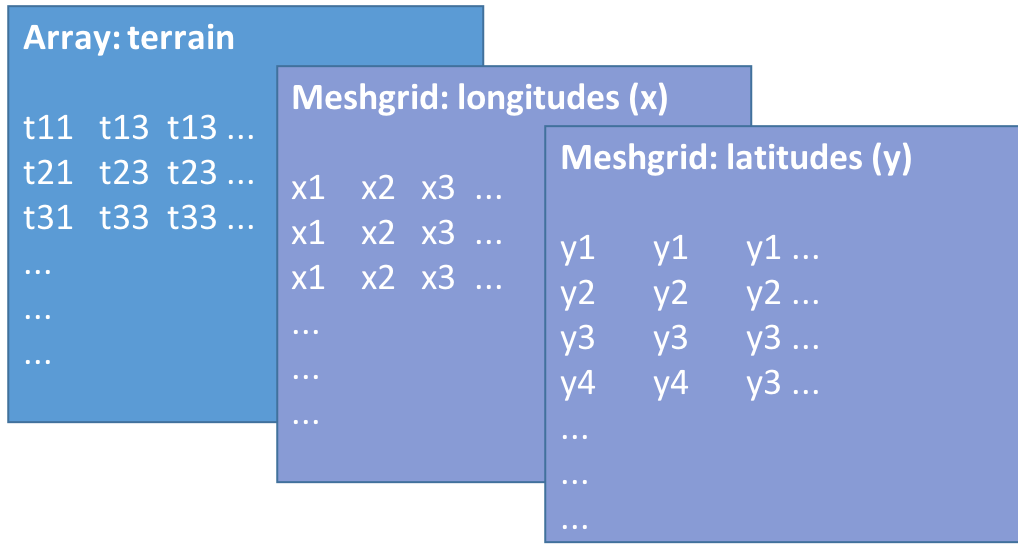 Array: terrain
t11 t13 t13 ...
t21 t23 t23 ...
t31 t33 t33 ...
...
...
...
Meshgrid: longitudes (x)
x1 x2 x3 ...
x1 x2 x3 ...
x1 x2 x3 ...
...
...
...
Meshgrid: latitudes (y)
y1 y1 y1 ...
y2 y2 y2 ...
y3 y3 y3 ...
y4 y4 y3 ...
...
...
...